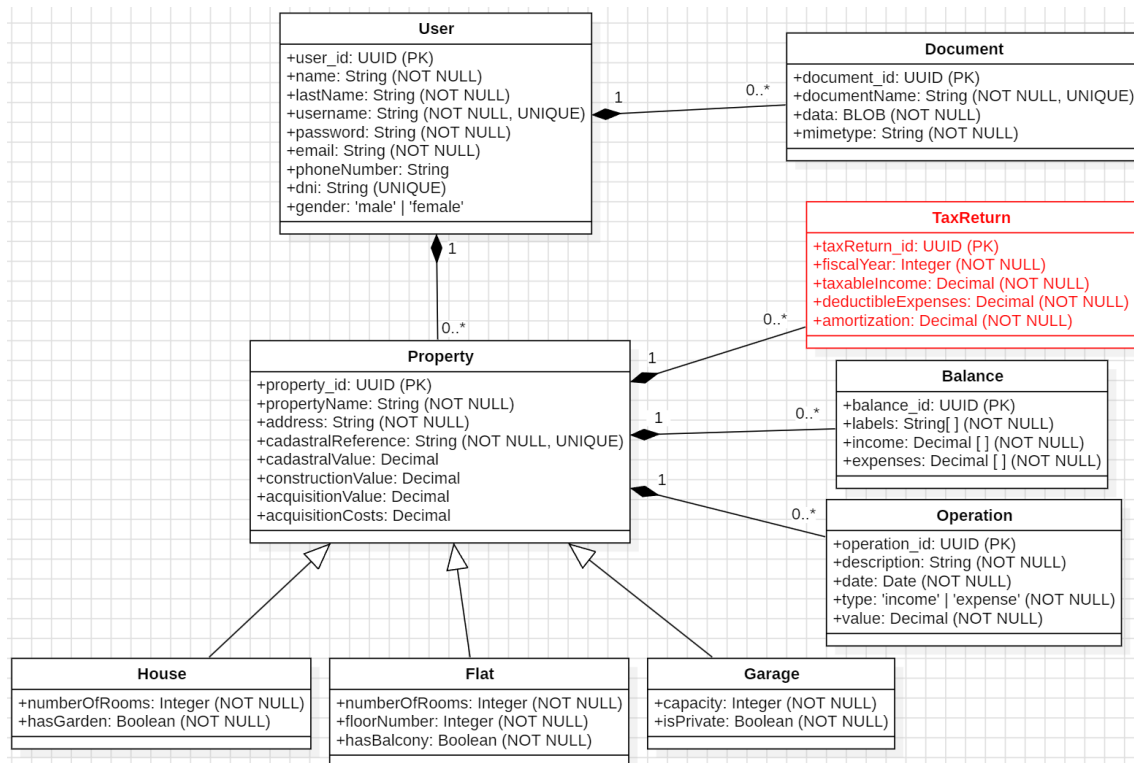 User
+user_id: UUID (PK)
+name: String (NOT NULL)
+lastName: String (NOT NULL)
+username: String (NOT NULL, UNIQUE)
+password: String (NOT NULL)
+email: String (NOT NULL)
+phoneNumber: String
+dni: String (UNIQUE)
+gender: 'male' | 'female'
1
0..*
Document
+document_id: UUID (PK)
+documentName: String (NOT NULL, UNIQUE)
+data: BLOB (NOT NULL)
+mimetype: String (NOT NULL)
1
0..*
TaxReturn
+taxReturn_id: UUID (PK)
+fiscalYear: Integer (NOT NULL)
+taxableIncome: Decimal (NOT NULL)
+deductibleExpenses: Decimal (NOT NULL)
+amortization: Decimal (NOT NULL)
Property
+property_id: UUID (PK)
+propertyName: String (NOT NULL)
+address: String (NOT NULL)
+cadastralReference: String (NOT NULL, UNIQUE)
+cadastralValue: Decimal
+constructionValue: Decimal
+acquisitionValue: Decimal
+acquisitionCosts: Decimal
1
0..*
1
0..*
1
0..*
Balance
+balance_id: UUID (PK)
+labels: String[ ] (NOT NULL)
+income: Decimal [ ] (NOT NULL)
+expenses: Decimal [ ] (NOT NULL)
Operation
+operation_id: UUID (PK)
+description: String (NOT NULL)
+date: Date (NOT NULL)
+type: 'income' | 'expense' (NOT NULL)
+value: Decimal (NOT NULL)
House
+numberOfRooms: Integer (NOT NULL)
+hasGarden: Boolean (NOT NULL)
Flat
+numberOfRooms: Integer (NOT NULL)
+floorNumber: Integer (NOT NULL)
+hasBalcony: Boolean (NOT NULL)
Garage
+capacity: Integer (NOT NULL)
+isPrivate: Boolean (NOT NULL)